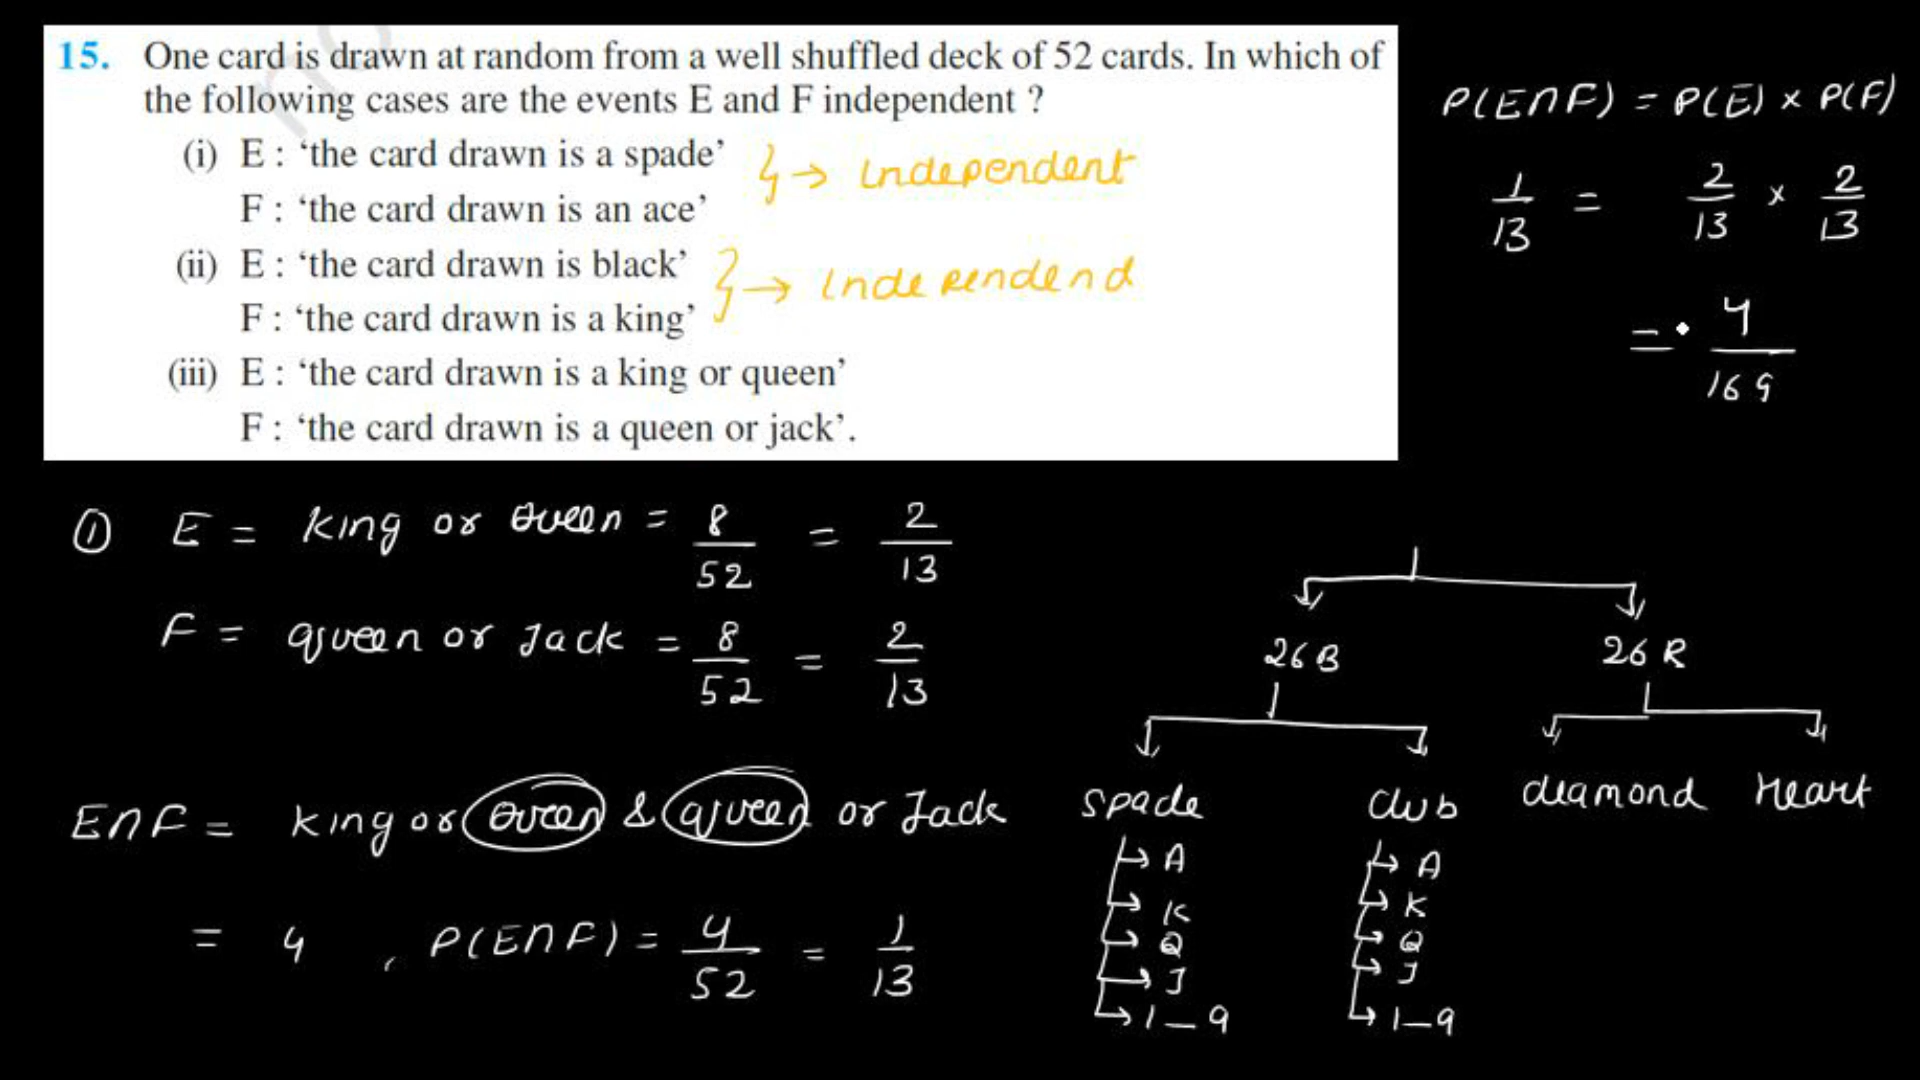 15. One card is drawn at random from a well shuffled deck of 52 cards. In which of
the following cases are the events E and F independent ?
(i) E : ‘the card drawn is a spade’
F : ‘the card drawn is an ace’
→ Independent
(ii) E : ‘the card drawn is black’
F : ‘the card drawn is a king’
→ Independend
(iii) E : ‘the card drawn is a king or queen’
F : ‘the card drawn is a queen or jack’.
P(E∩F) = P(E) × P(F)
1/13 = 2/13 × 2/13
= 4/169
① E = King or Queen = 8/52 = 2/13
F = queen or Jack = 8/52 = 2/13
E∩F = King or Queen & queen or Jack
= 4 , P(E∩F) = 4/52 = 1/13
26B 26 R
Spade Club diamond Heart
A A
K K
Q Q
J J
1–9 1–9